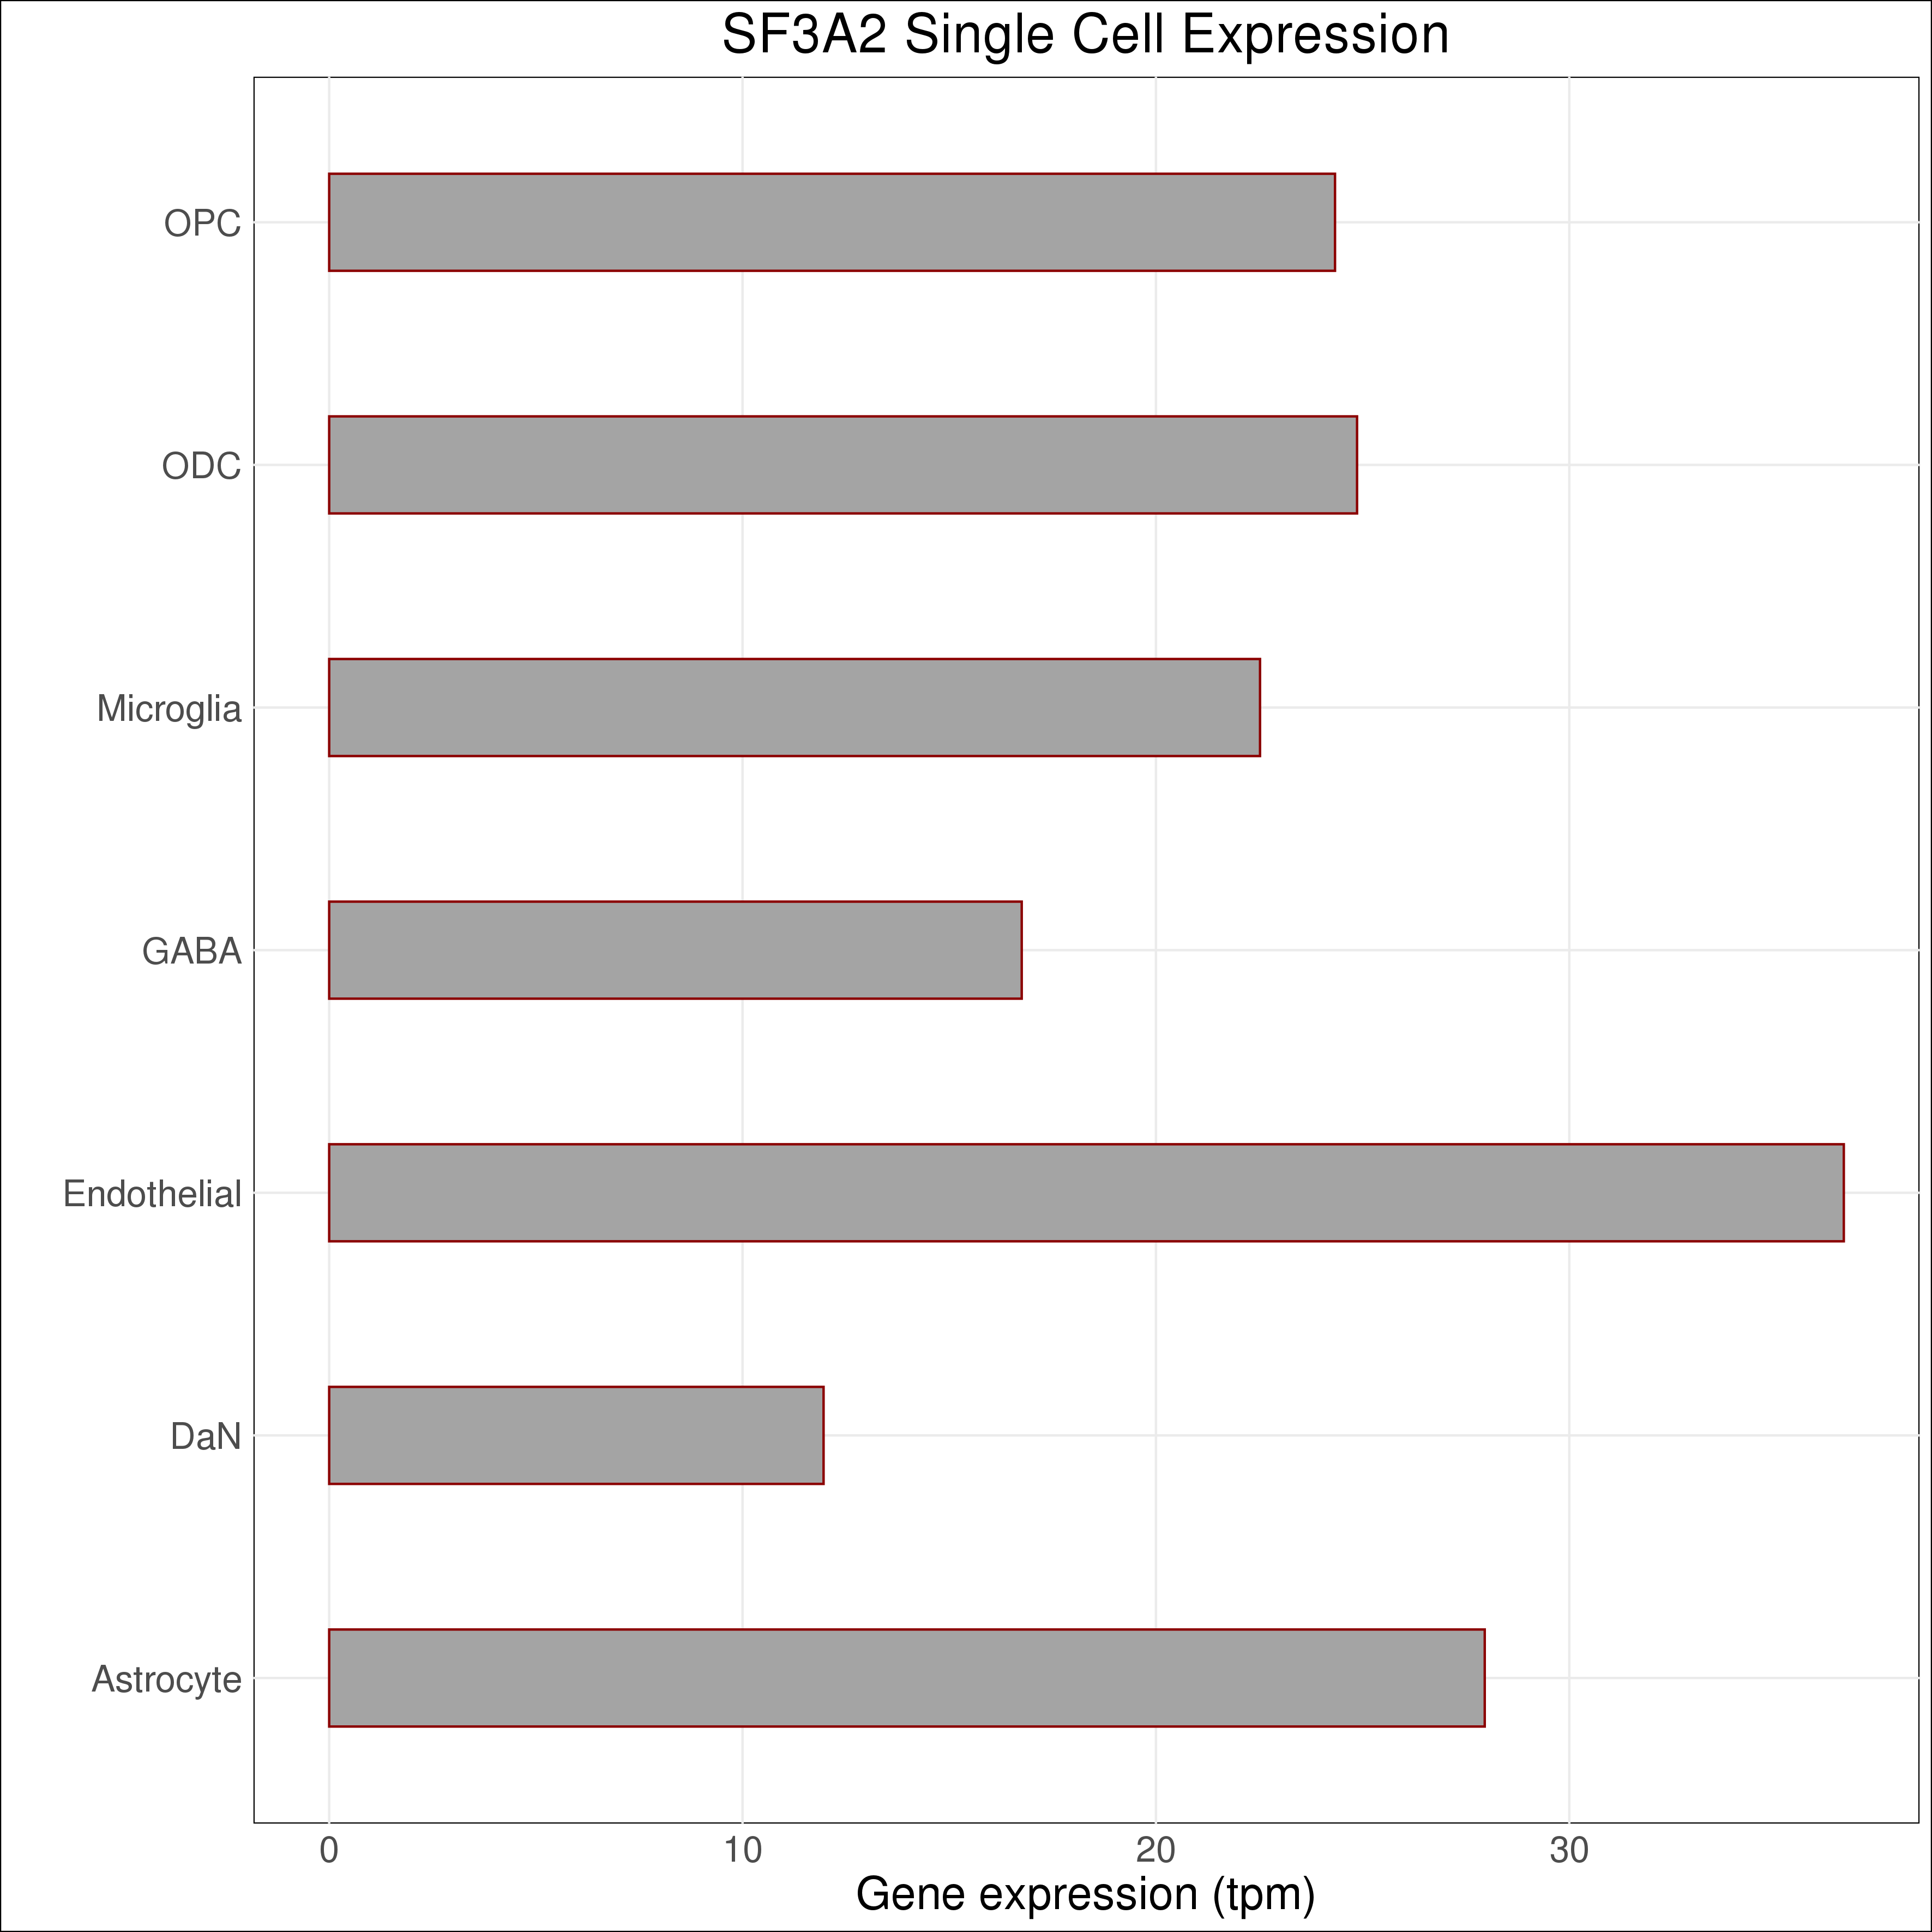 SF3A2 Single Cell Expression
OPC
ODC
Microglia
GABA
Endothelial
DaN
Astrocyte
0 10 20 30
Gene expression (tpm)